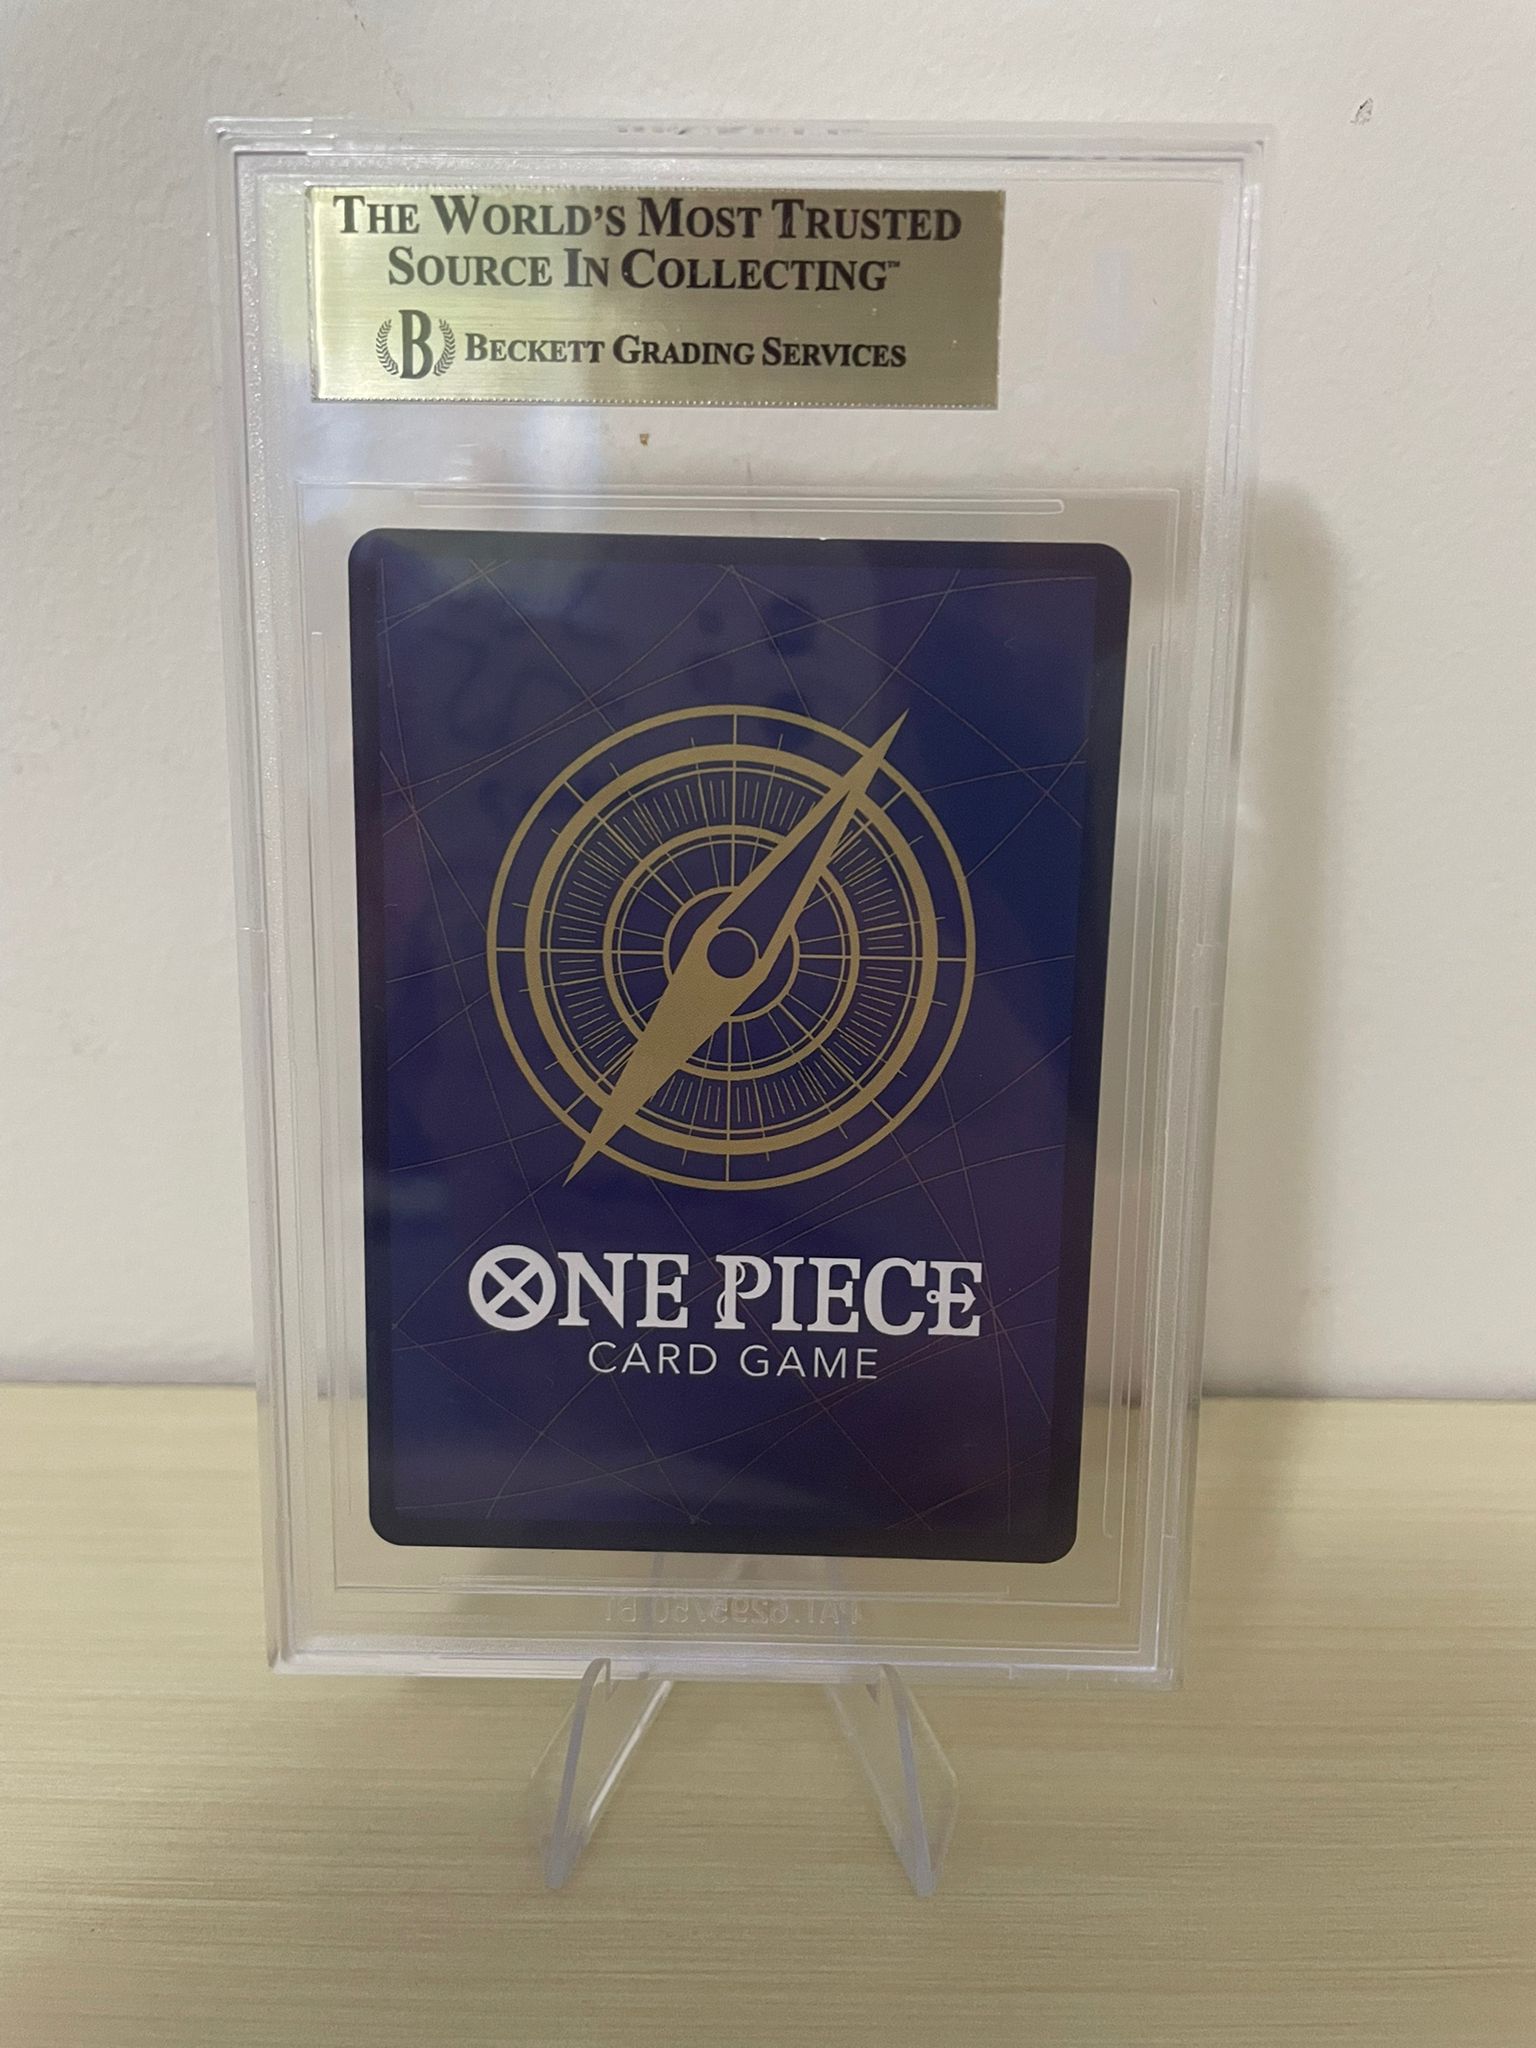 THE WORLD'S MOST TRUSTED
SOURCE IN COLLECTING™
B BECKETT GRADING SERVICES
ONE PIECE
CARD GAME